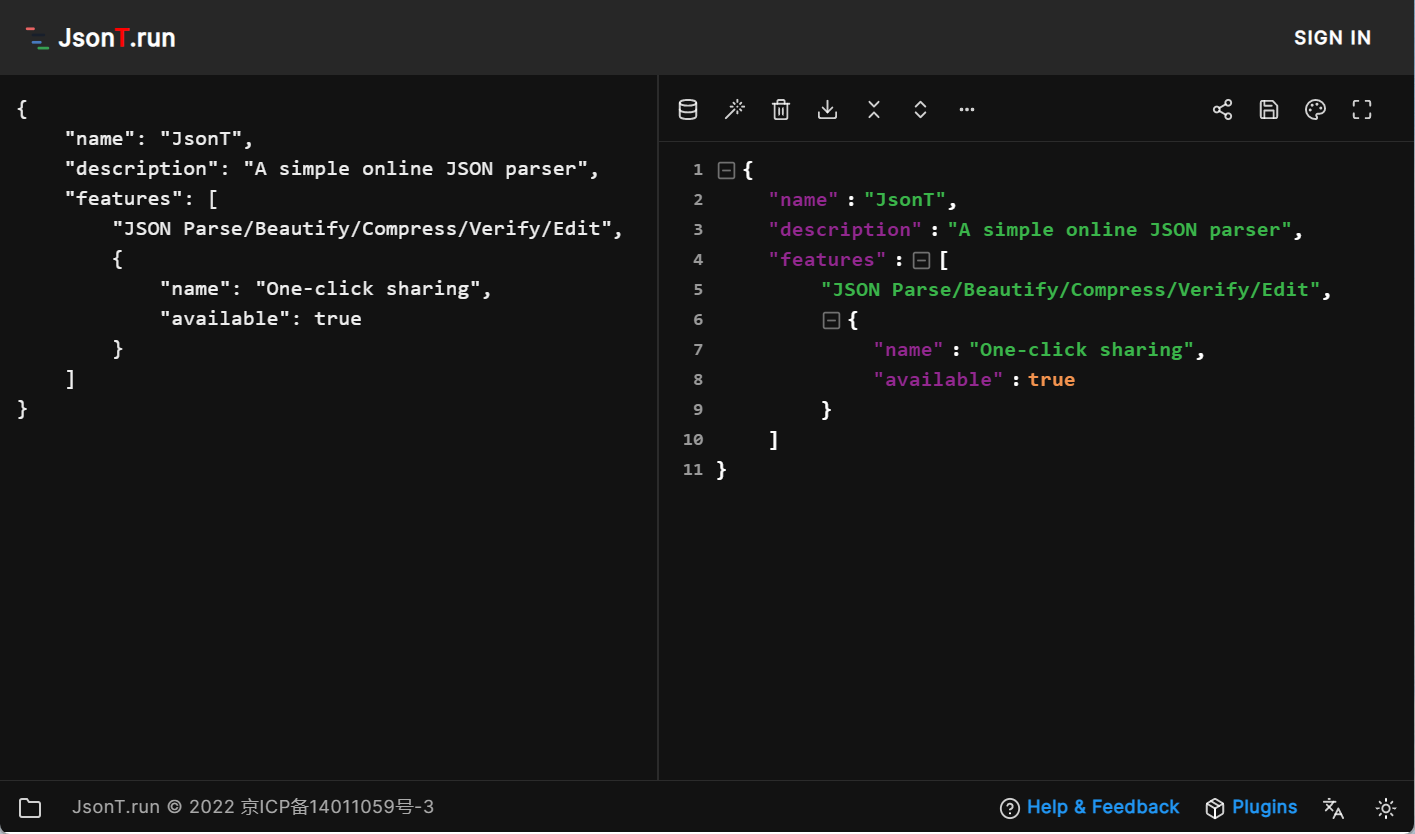 JsonT.run
SIGN IN
{
"name": "JsonT",
"description": "A simple online JSON parser",
"features": [
"JSON Parse/Beautify/Compress/Verify/Edit",
{
"name": "One-click sharing",
"available": true
}
]
}
1 {
2 "name" : "JsonT",
3 "description" : "A simple online JSON parser",
4 "features" : [
5 "JSON Parse/Beautify/Compress/Verify/Edit",
6 {
7 "name" : "One-click sharing",
8 "available" : true
9 }
10 ]
11 }
JsonT.run © 2022 京ICP备14011059号-3
Help & Feedback
Plugins